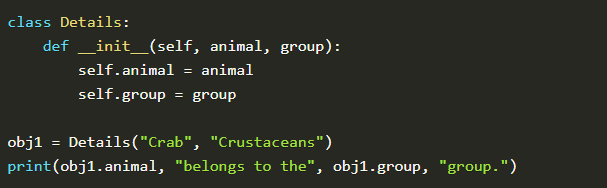 class Details:
    def __init__(self, animal, group):
        self.animal = animal
        self.group = group

obj1 = Details("Crab", "Crustaceans")
print(obj1.animal, "belongs to the", obj1.group, "group.")